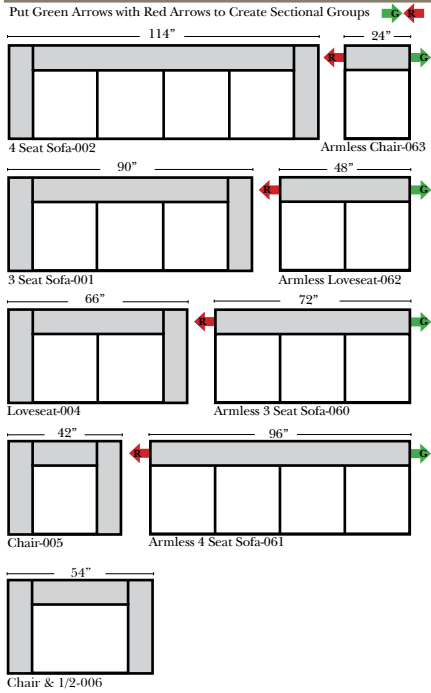 Put Green Arrows with Red Arrows to Create Sectional Groups G R
114” 24”
R G
4 Seat Sofa-002 Armless Chair-063
90” 48”
R G
3 Seat Sofa-001 Armless Loveseat-062
66” 72”
R G
Loveseat-004 Armless 3 Seat Sofa-060
42” 96”
R G
Chair-005 Armless 4 Seat Sofa-061
54”
Chair & 1/2-006